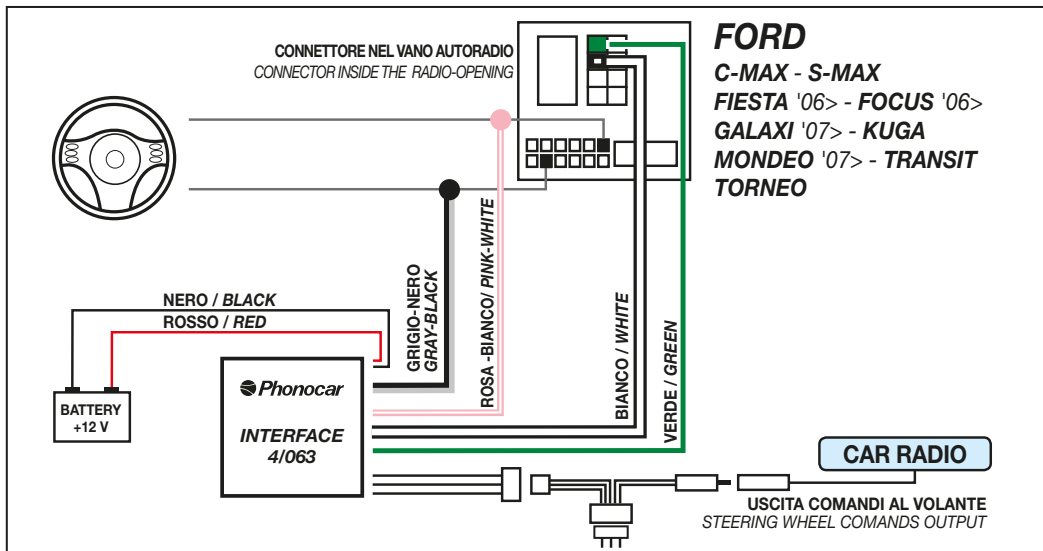 CONNETTORE NEL VANO AUTORADIO
CONNECTOR INSIDE THE RADIO-OPENING
FORD
C-MAX - S-MAX
FIESTA '06> - FOCUS '06>
GALAXI '07> - KUGA
MONDEO '07> - TRANSIT
TORNEO
NERO / BLACK
ROSSO / RED
GRIGIO-NERO
GRAY-BLACK
ROSA -BIANCO/ PINK-WHITE
BIANCO / WHITE
VERDE / GREEN
BATTERY
+12 V
Phonocar
INTERFACE
4/063
CAR RADIO
USCITA COMANDI AL VOLANTE
STEERING WHEEL COMANDS OUTPUT